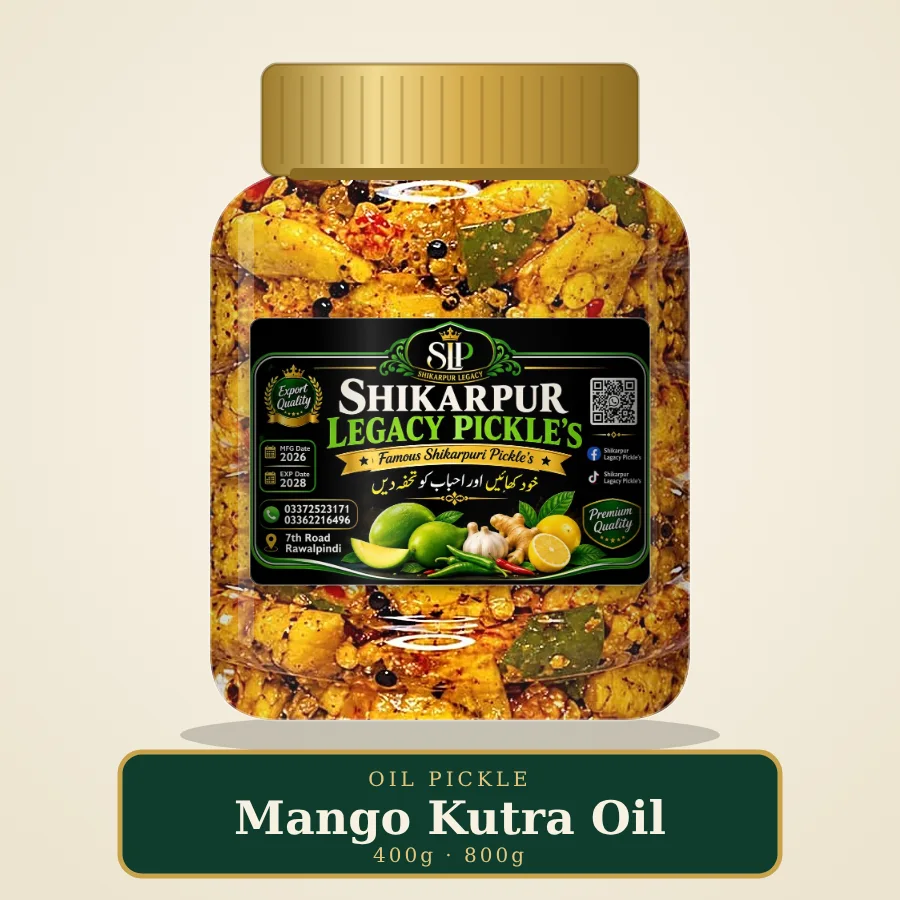 SLP
SHIKARPUR LEGACY
Export
Quality
SHIKARPUR
LEGACY PICKLE'S
Famous Shikarpuri Pickle's
خود کھائیں اور احباب کو تحفہ دیں
MFG Date
2026
EXP Date
2028
03372523171
03362216496
7th Road
Rawalpindi
Shikarpur
Legacy Pickle's
Shikarpur
Legacy Pickle's
Premium
Quality
OIL PICKLE
Mango Kutra Oil
400g · 800g